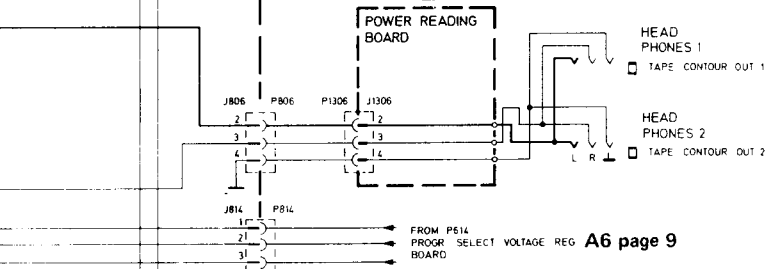 POWER READING
BOARD
HEAD
PHONES 1
TAPE CONTOUR OUT 1
J806 P806 P1306 J1306
2 2
3 3
4 4
HEAD
PHONES 2
TAPE CONTOUR OUT 2
L R
J814 P814
1
2
3
FROM P614
PROGR SELECT VOLTAGE REG A6 page 9
BOARD